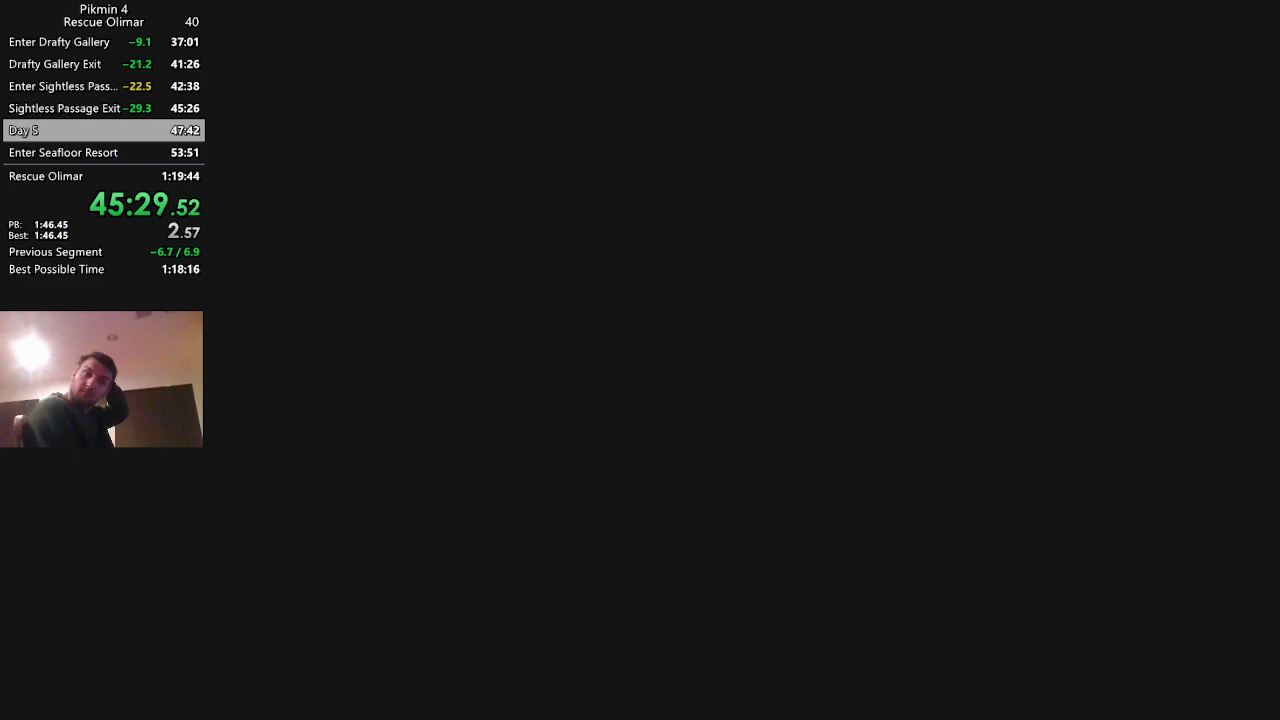 Pikmin 4
Rescue Olimar 40
Enter Drafty Gallery −9.1 37:01
Drafty Gallery Exit −21.2 41:26
Enter Sightless Pass... −22.5 42:38
Sightless Passage Exit −29.3 45:26
Day 5 47:42
Enter Seafloor Resort 53:51
Rescue Olimar 1:19:44
45:29.52
PB: 1:46.45
Best: 1:46.45
2.57
Previous Segment −6.7 / 6.9
Best Possible Time 1:18:16